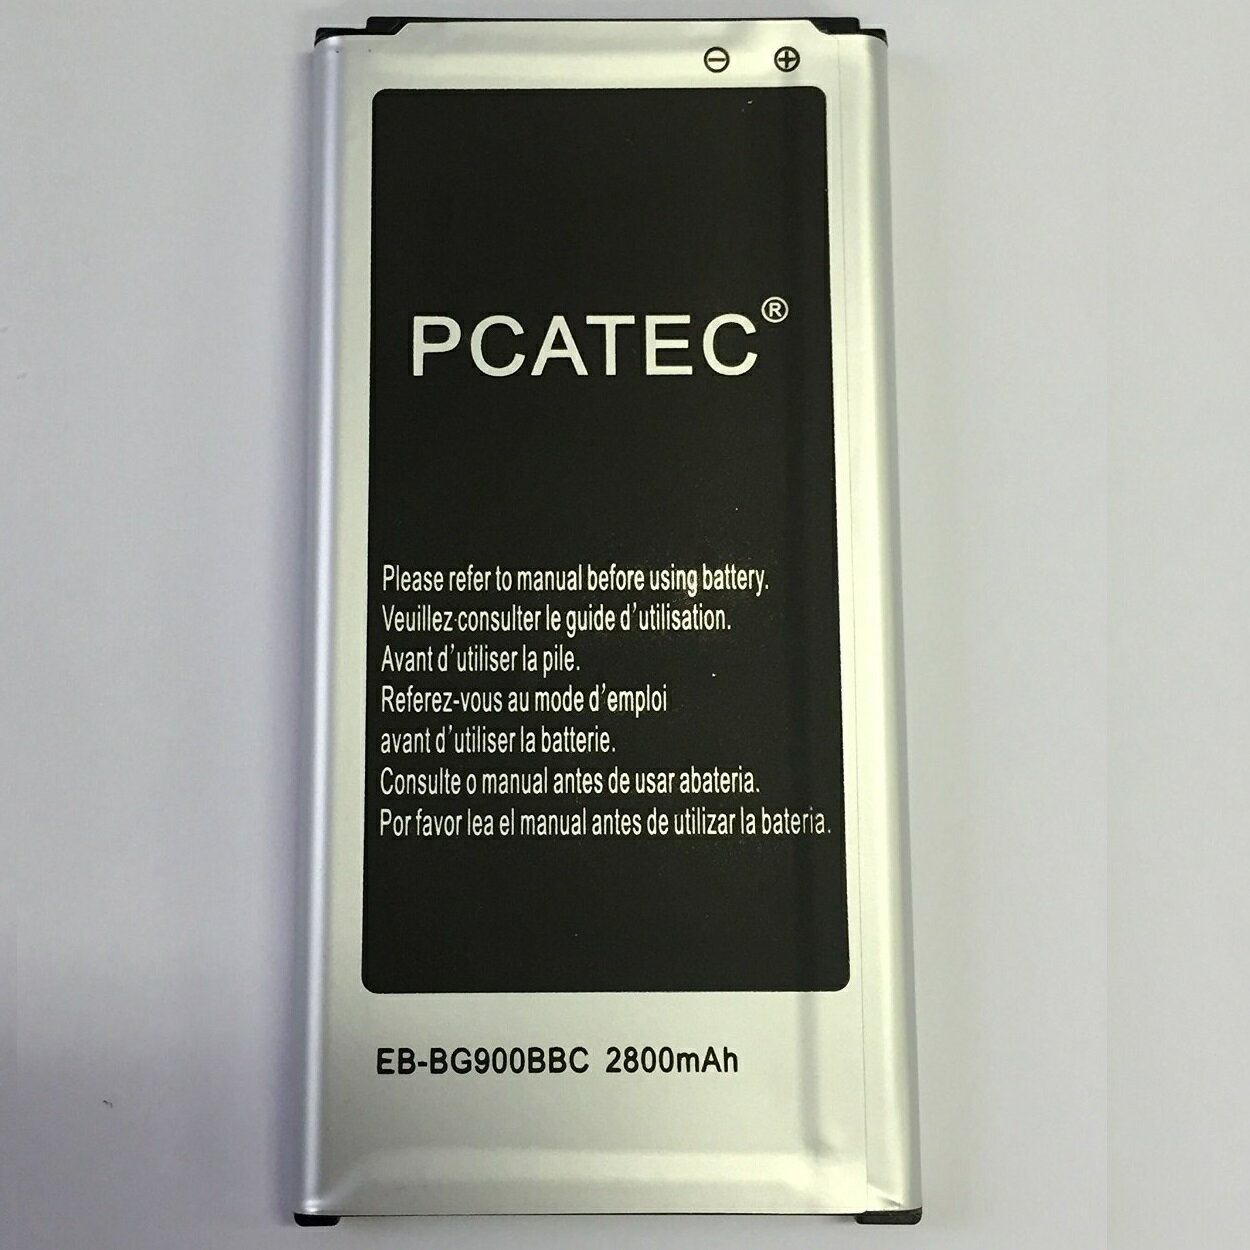 ⊖ ⊕
PCATEC®
Please refer to manual before using battery.
Veuillez consulter le guide d'utilisation.
Avant d'utiliser la pile.
Referez-vous au mode d'emploi
avant d'utiliser la batterie.
Consulte o manual antes de usar abateria.
Por favor lea el manual antes de utilizar la bateria.
EB-BG900BBC 2800mAh